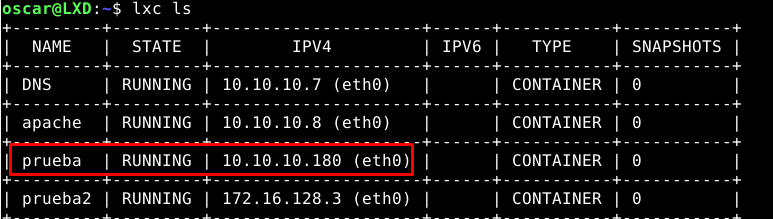 oscar@LXD:~$ lxc ls
+---------+---------+---------------------+------+-----------+-----------+
| NAME | STATE | IPV4 | IPV6 | TYPE | SNAPSHOTS |
+---------+---------+---------------------+------+-----------+-----------+
| DNS | RUNNING | 10.10.10.7 (eth0) | | CONTAINER | 0 |
+---------+---------+---------------------+------+-----------+-----------+
| apache | RUNNING | 10.10.10.8 (eth0) | | CONTAINER | 0 |
+---------+---------+---------------------+------+-----------+-----------+
| prueba | RUNNING | 10.10.10.180 (eth0) | | CONTAINER | 0 |
+---------+---------+---------------------+------+-----------+-----------+
| prueba2 | RUNNING | 172.16.128.3 (eth0) | | CONTAINER | 0 |
+---------+---------+---------------------+------+-----------+-----------+